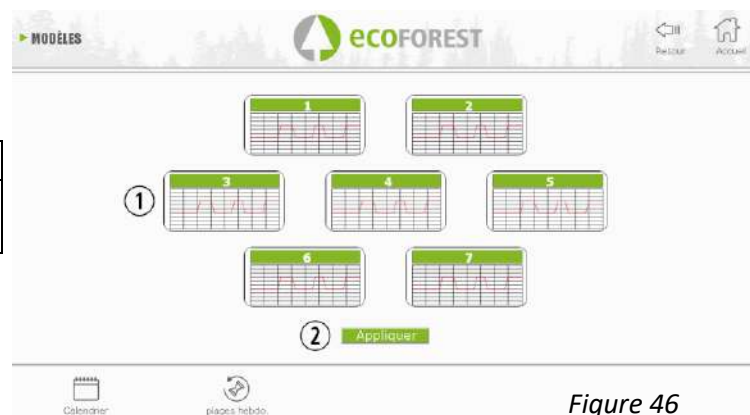 MODÈLES
ecoFOREST
Retour
Accueil
1
2
1
3
4
5
6
7
2
Appliquer
Calendrier
plages hebdo.
Figure 46